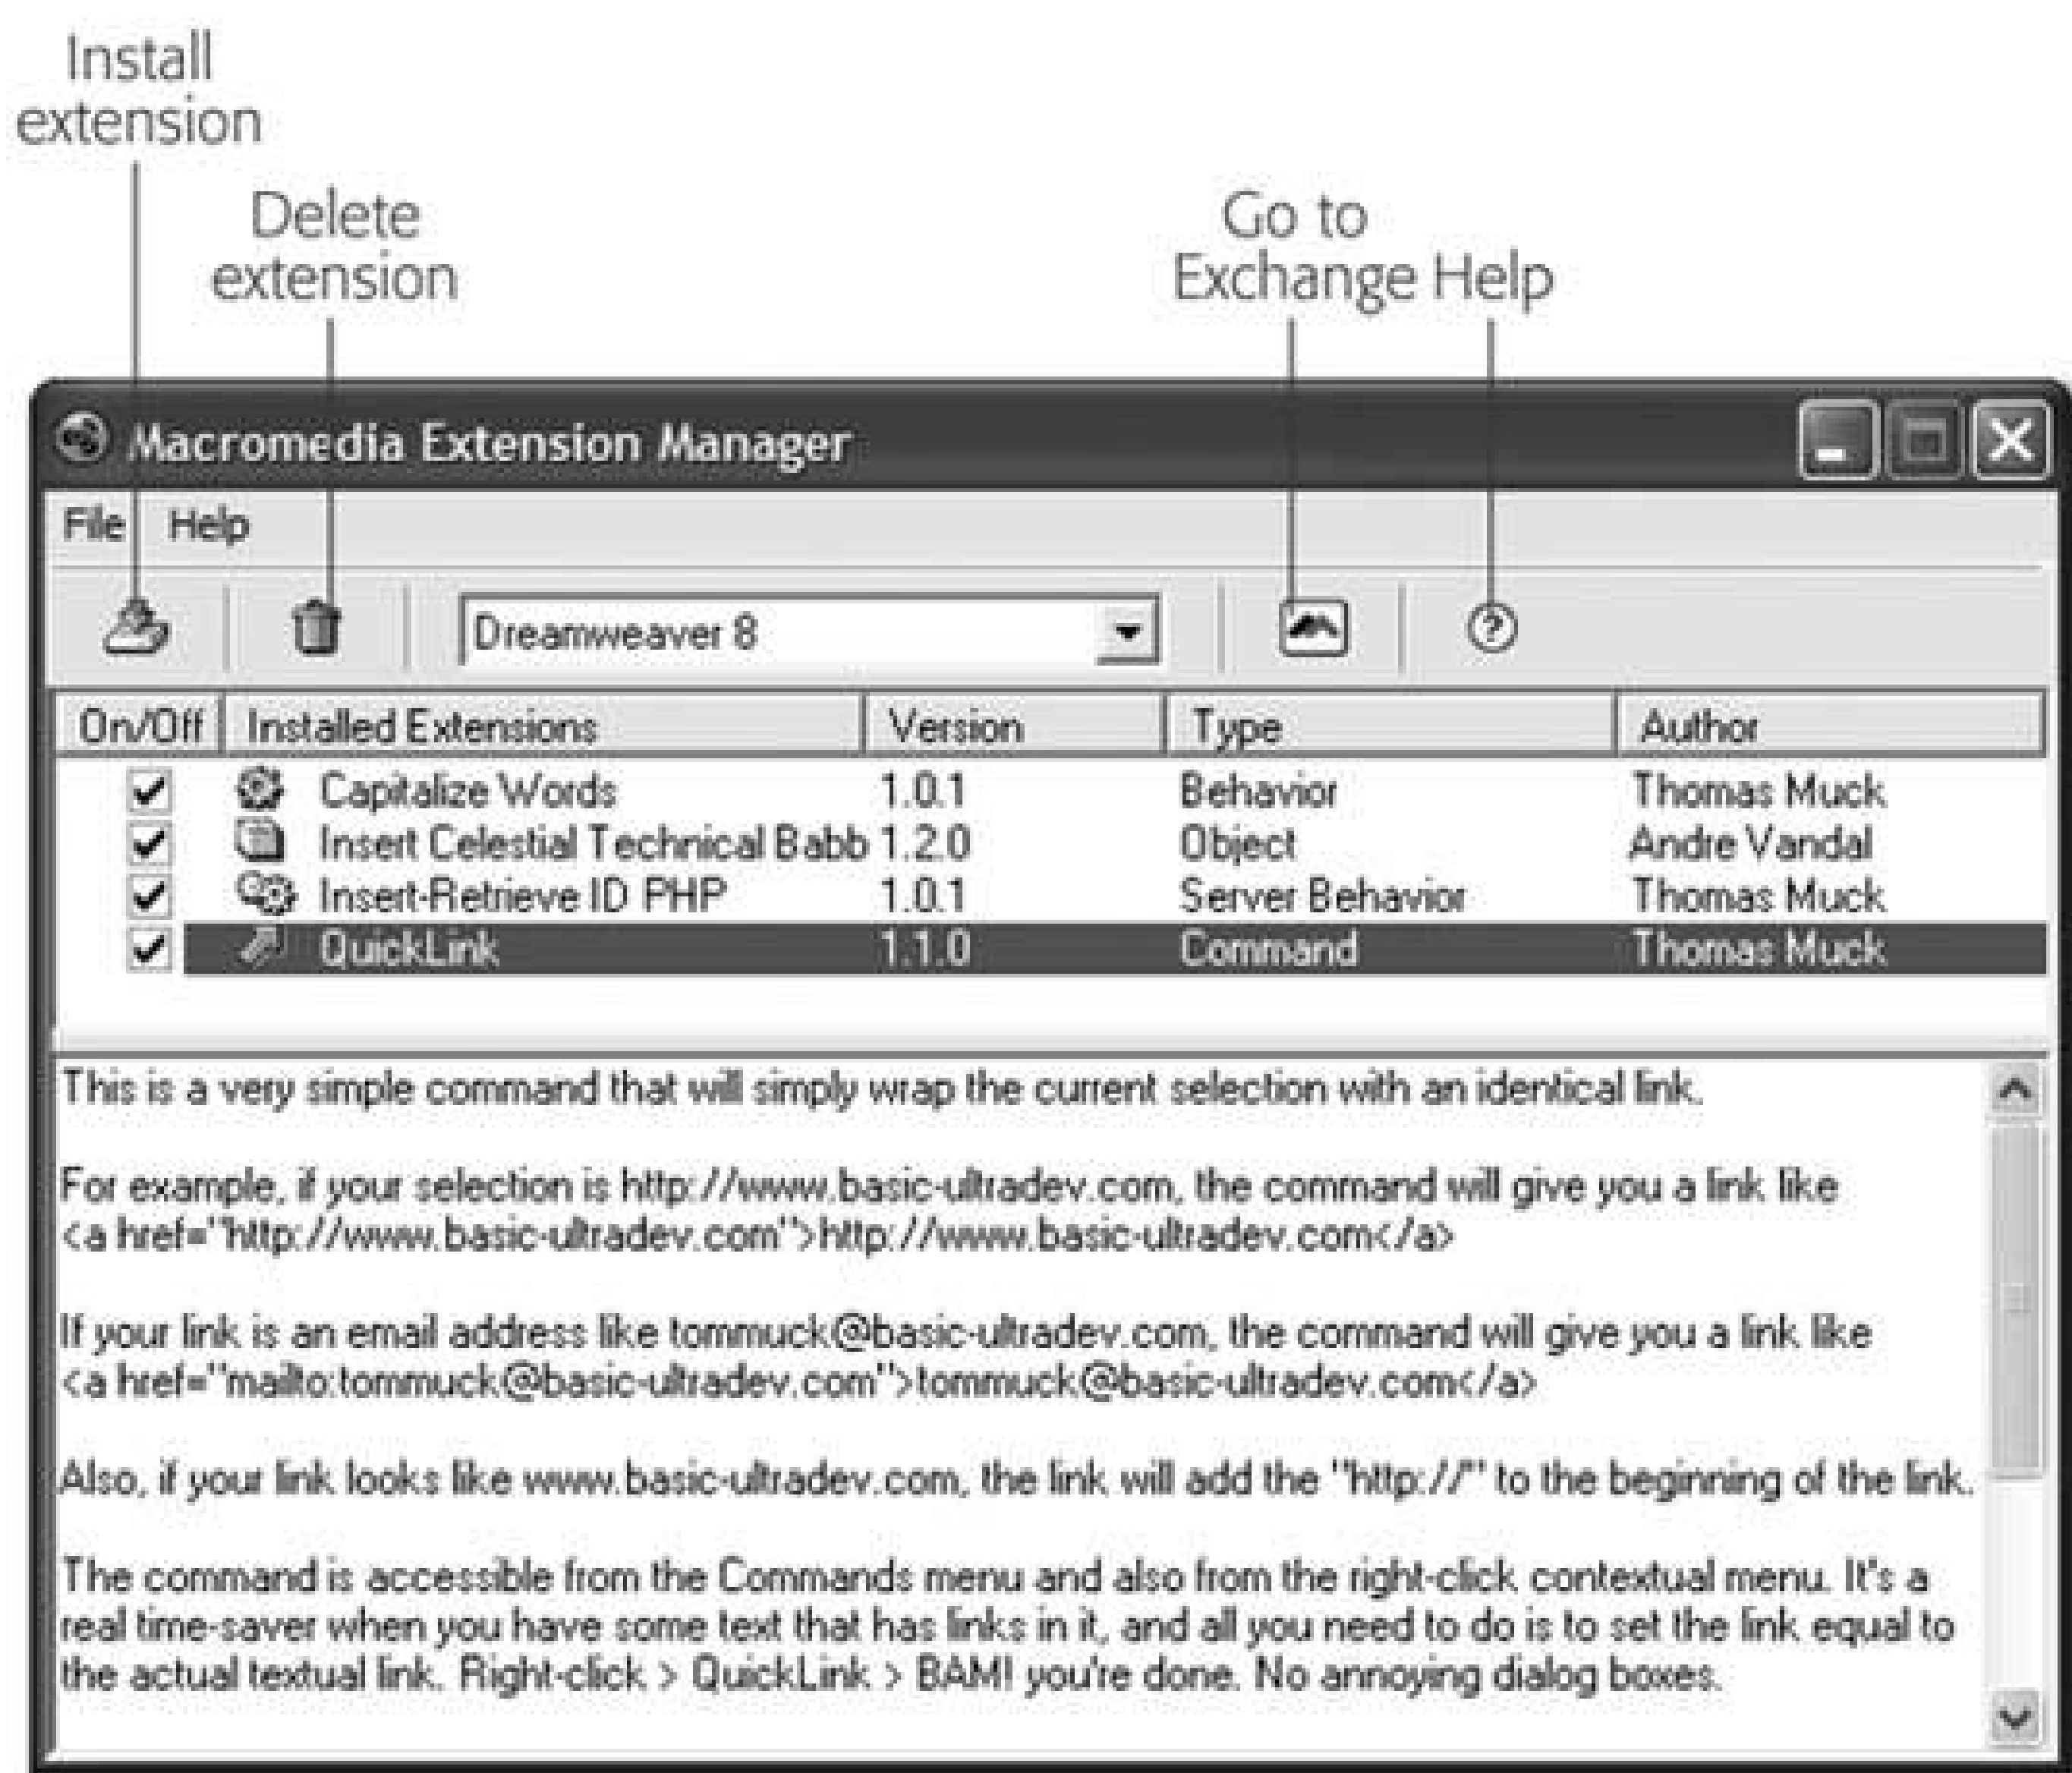 Install
extension
Delete
extension
Go to
Exchange Help
Macromedia Extension Manager
File Help
Dreamweaver 8
On/Off Installed Extensions Version Type Author
Capitalize Words 1.0.1 Behavior Thomas Muck
Insert Celestial Technical Babb 1.2.0 Object Andre Vandal
Insert-Retrieve ID PHP 1.0.1 Server Behavior Thomas Muck
QuickLink 1.1.0 Command Thomas Muck
This is a very simple command that will simply wrap the current selection with an identical link.
For example, if your selection is http://www.basic-ultradev.com, the command will give you a link like
<a href="http://www.basic-ultradev.com">http://www.basic-ultradev.com</a>
If your link is an email address like tommuck@basic-ultradev.com, the command will give you a link like
<a href="mailto:tommuck@basic-ultradev.com">tommuck@basic-ultradev.com</a>
Also, if your link looks like www.basic-ultradev.com, the link will add the "http://" to the beginning of the link.
The command is accessible from the Commands menu and also from the right-click contextual menu. It's a
real time-saver when you have some text that has links in it, and all you need to do is to set the link equal to
the actual textual link. Right-click > QuickLink > BAM! you're done. No annoying dialog boxes.